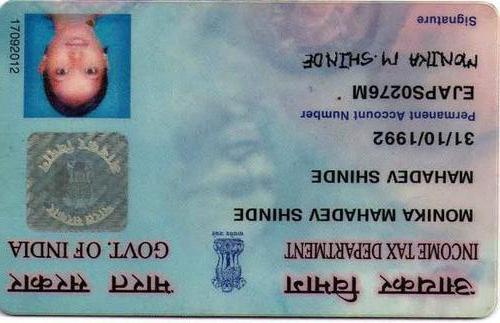 आयकर विभाग
INCOME TAX DEPARTMENT
भारत सरकार
GOVT. OF INDIA
MONIKA MAHADEV SHINDE
MAHADEV SHINDE
31/10/1992
Permanent Account Number
EJAPS0276M
MONIKA M.SHINDE
Signature
17092012